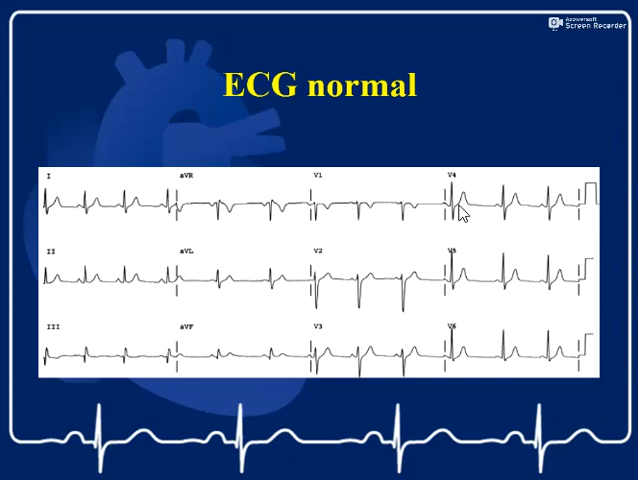 Apowersoft
Screen Recorder
ECG normal
I aVR V1 V4
II aVL V2 V5
III aVF V3 V6